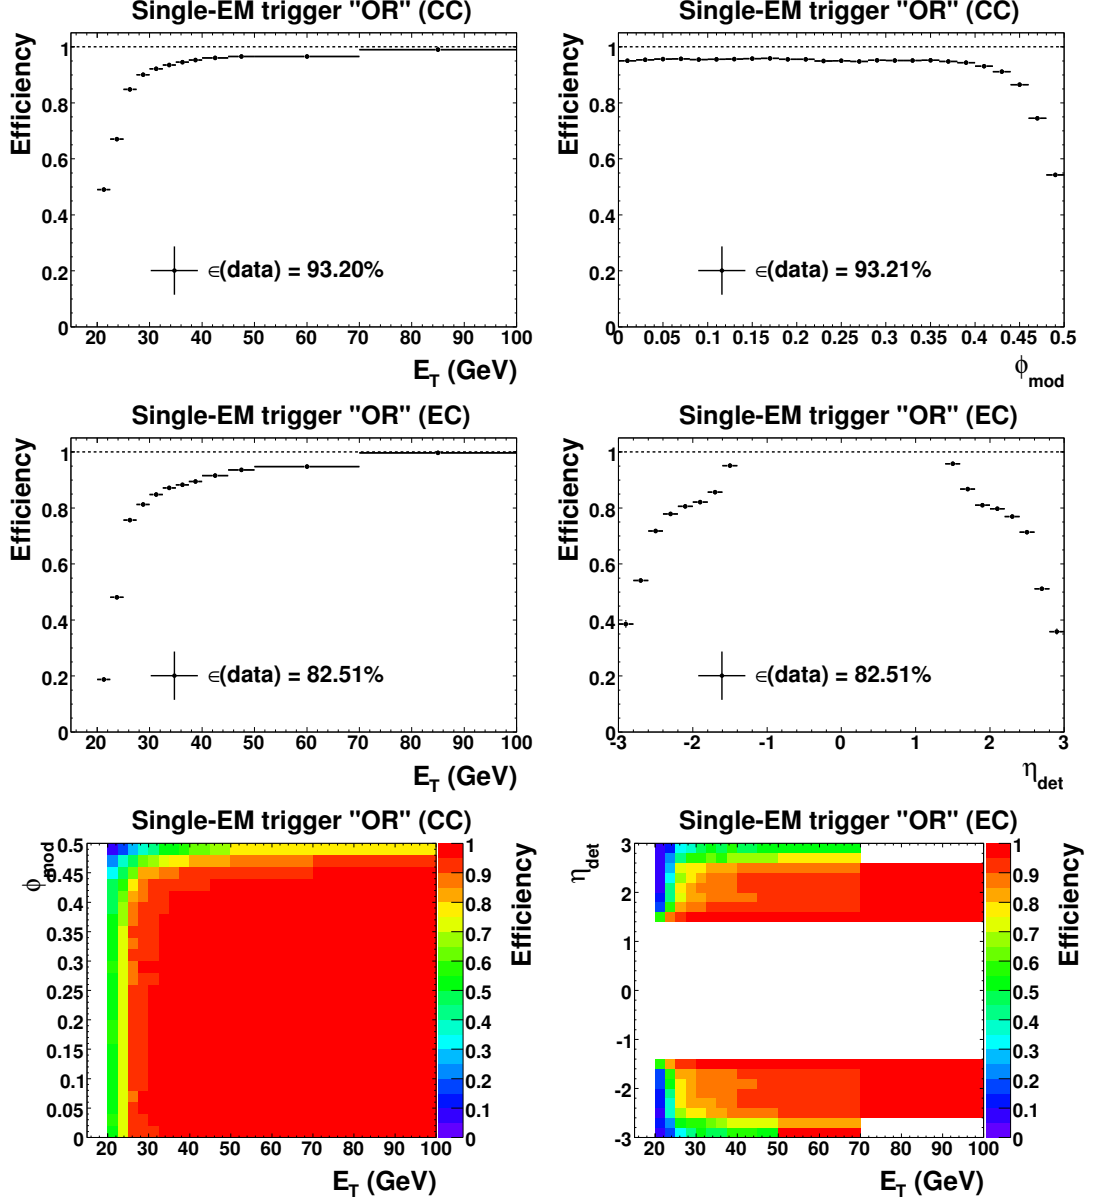 Single-EM trigger "OR" (CC)
Efficiency
1
0.8
0.6
0.4
0.2
0
∈(data) = 93.20%
20 30 40 50 60 70 80 90 100
E_T (GeV)
Single-EM trigger "OR" (CC)
Efficiency
1
0.8
0.6
0.4
0.2
0
∈(data) = 93.21%
0 0.05 0.1 0.15 0.2 0.25 0.3 0.35 0.4 0.45 0.5
ϕ_mod
Single-EM trigger "OR" (EC)
Efficiency
1
0.8
0.6
0.4
0.2
0
∈(data) = 82.51%
20 30 40 50 60 70 80 90 100
E_T (GeV)
Single-EM trigger "OR" (EC)
Efficiency
1
0.8
0.6
0.4
0.2
0
∈(data) = 82.51%
-3 -2 -1 0 1 2 3
η_det
Single-EM trigger "OR" (CC)
ϕ_mod
0.5
0.45
0.4
0.35
0.3
0.25
0.2
0.15
0.1
0.05
0
20 30 40 50 60 70 80 90 100
E_T (GeV)
1
0.9
0.8
0.7
0.6
0.5
0.4
0.3
0.2
0.1
0
Efficiency
Single-EM trigger "OR" (EC)
η_det
3
2
1
0
-1
-2
-3
20 30 40 50 60 70 80 90 100
E_T (GeV)
1
0.9
0.8
0.7
0.6
0.5
0.4
0.3
0.2
0.1
0
Efficiency